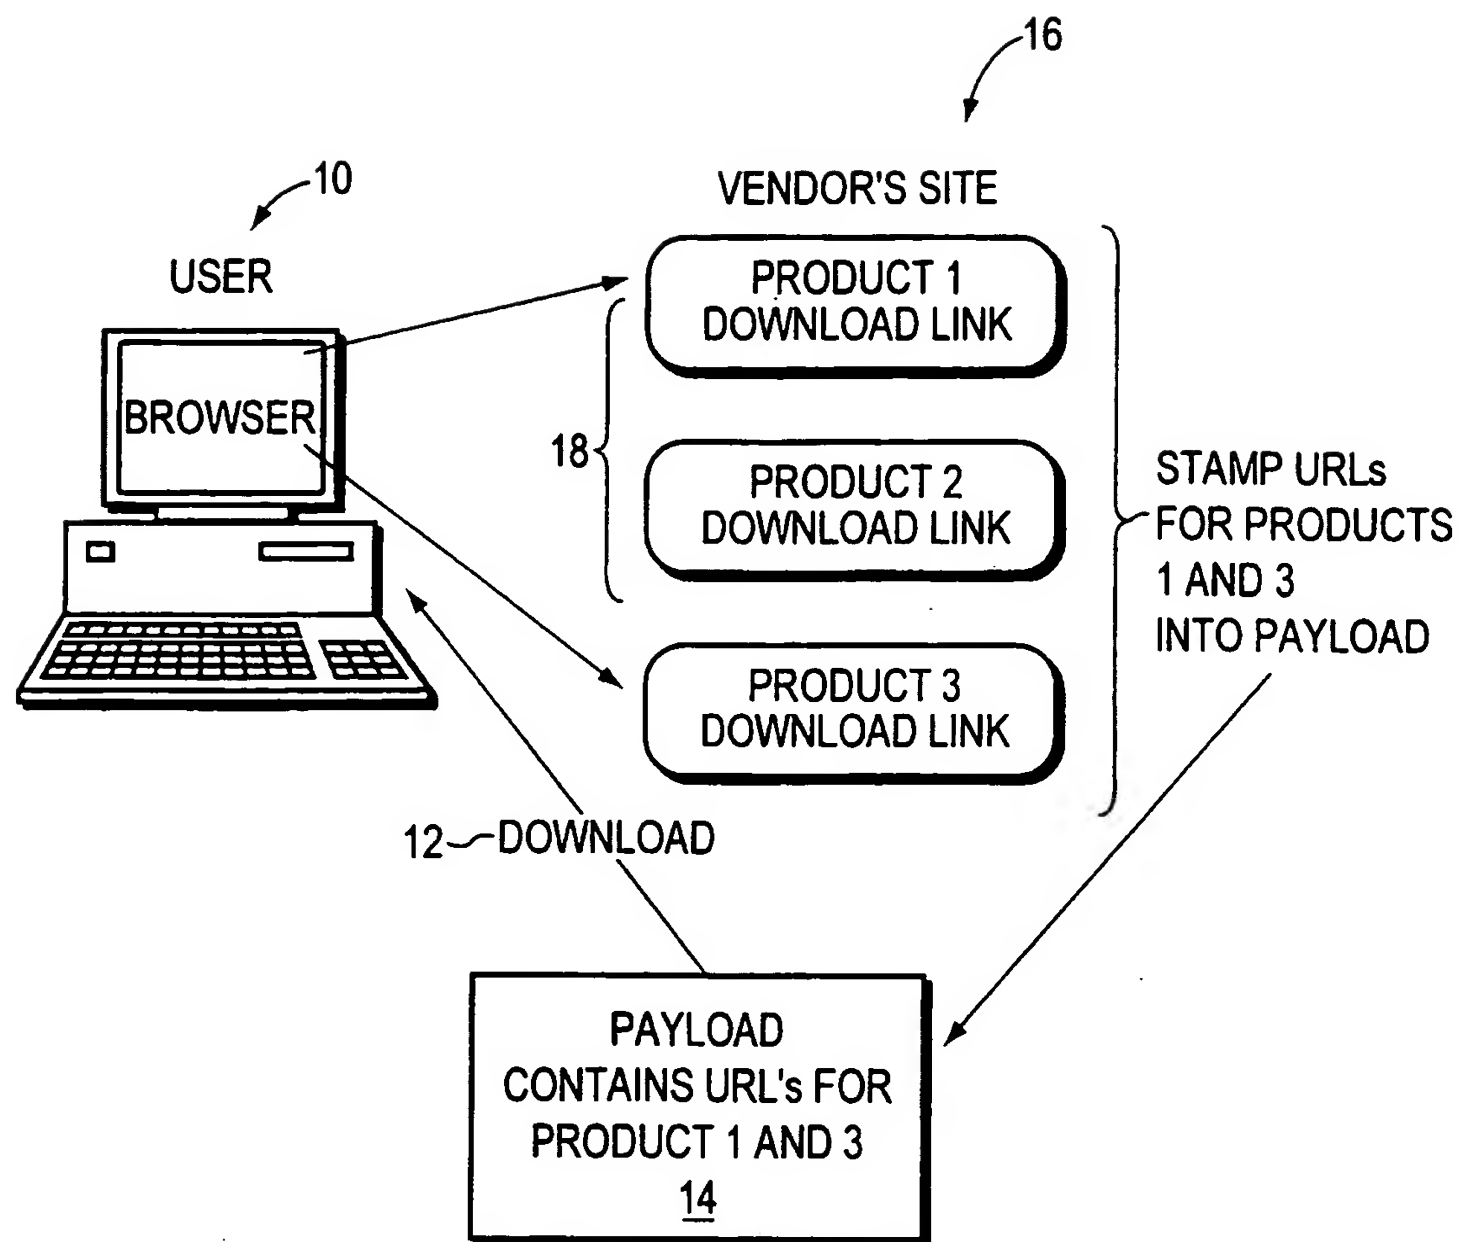 16
10
VENDOR'S SITE
USER
PRODUCT 1
DOWNLOAD LINK
BROWSER
18
PRODUCT 2
DOWNLOAD LINK
STAMP URLs
FOR PRODUCTS
1 AND 3
INTO PAYLOAD
PRODUCT 3
DOWNLOAD LINK
12
DOWNLOAD
PAYLOAD
CONTAINS URL's FOR
PRODUCT 1 AND 3
14